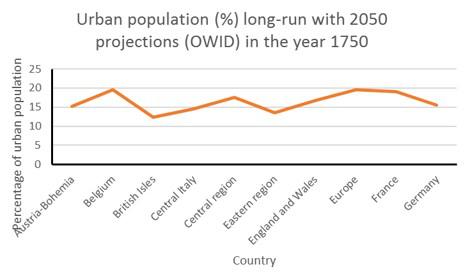 Urban population (%) long-run with 2050
projections (OWID) in the year 1750
Percentage of urban population
25
20
15
10
5
0
Austria-Bohemia
Belgium
British Isles
Central Italy
Central region
Eastern region
England and Wales
Europe
France
Germany
Country